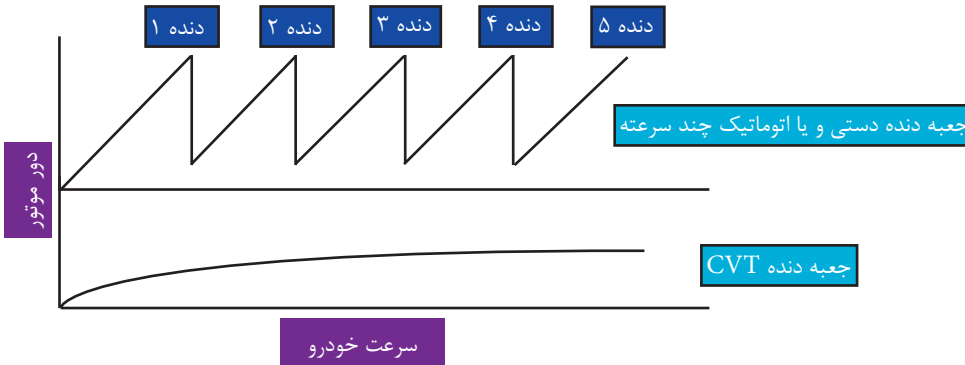 دنده ۱
دنده ۲
دنده ۳
دنده ۴
دنده ۵
جعبه دنده دستی و یا اتوماتیک چند سرعته
دور موتور
جعبه دنده CVT
سرعت خودرو